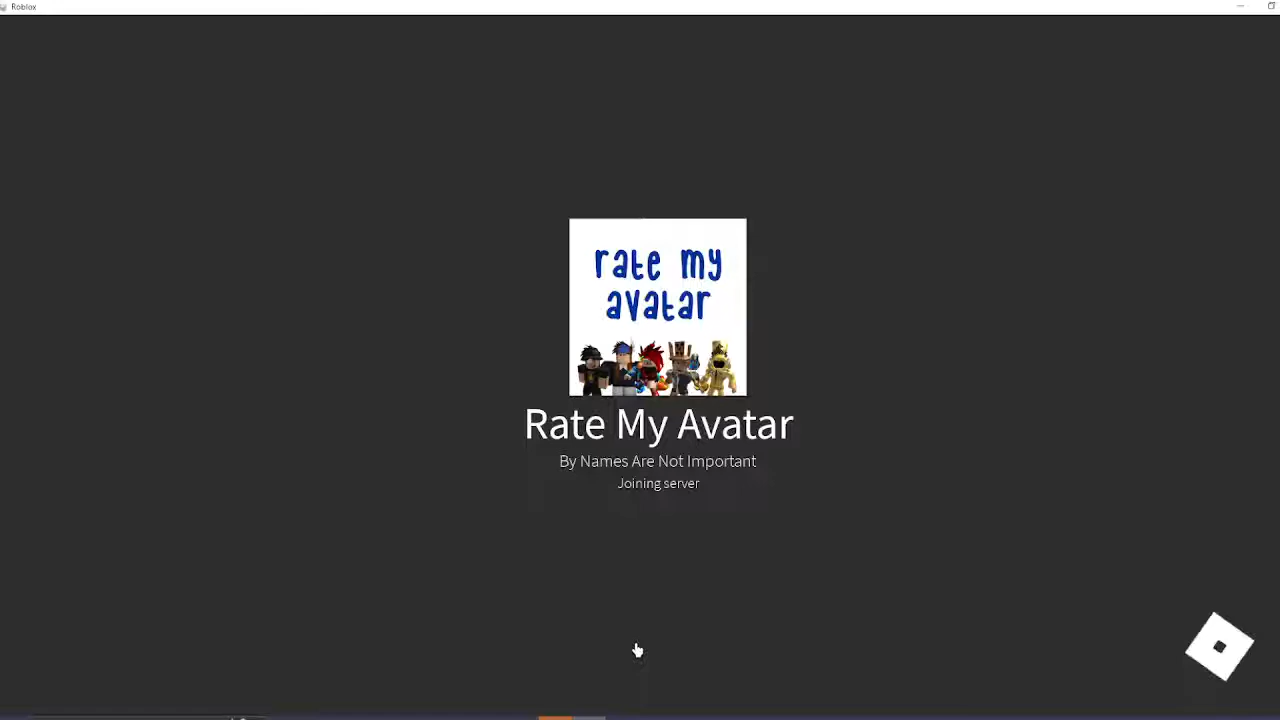 Roblox
rate my
avatar
Rate My Avatar
By Names Are Not Important
Joining server